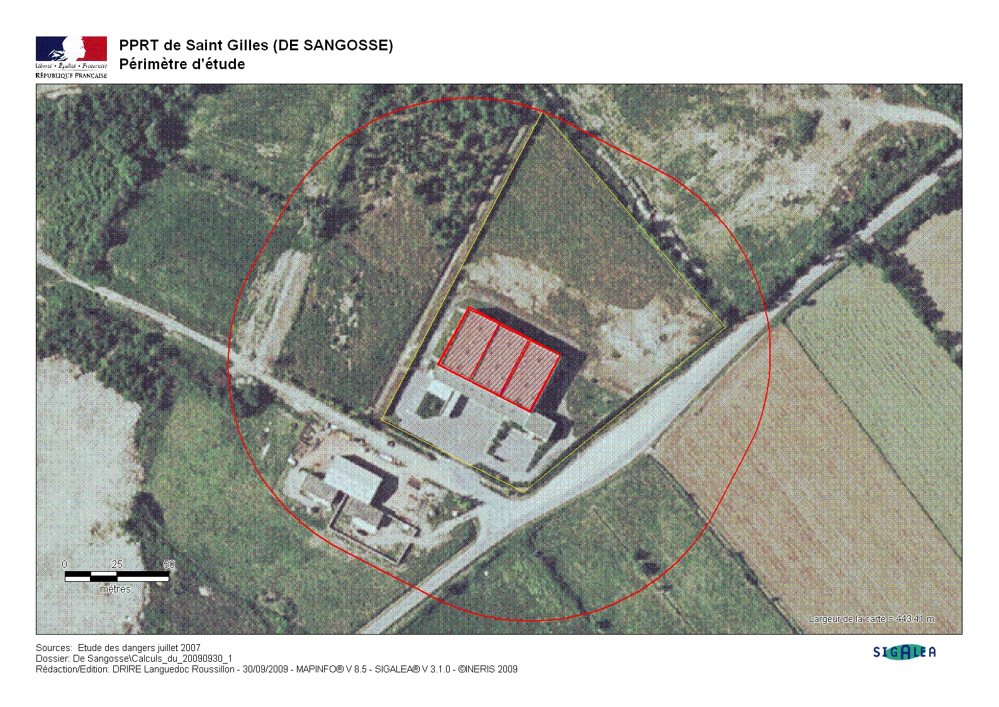 PPRT de Saint Gilles (DE SANGOSSE)
Périmètre d'étude
Liberté • Égalité • Fraternité
RÉPUBLIQUE FRANÇAISE
0 25 50
mètres
Largeur de la carte = 443.41 m
Sources: Etude des dangers juillet 2007
Dossier: De Sangosse\Calculs_du_20090930_1
Rédaction/Edition: DRIRE Languedoc Roussillon - 30/09/2009 - MAPINFO® V 8.5 - SIGALEA® V 3.1.0 - ©INERIS 2009
SIGALEA